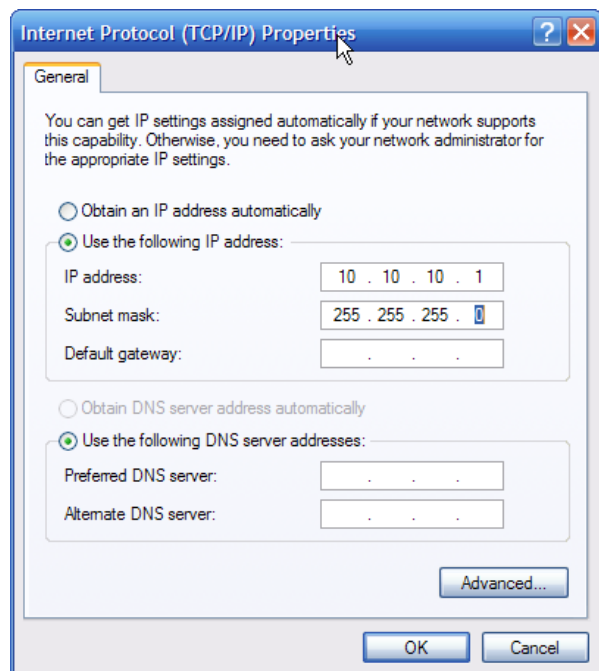 Internet Protocol (TCP/IP) Properties
General
You can get IP settings assigned automatically if your network supports
this capability. Otherwise, you need to ask your network administrator for
the appropriate IP settings.
Obtain an IP address automatically
Use the following IP address:
IP address: 10 . 10 . 10 . 1
Subnet mask: 255 . 255 . 255 . 0
Default gateway: . . .
Obtain DNS server address automatically
Use the following DNS server addresses:
Preferred DNS server: . . .
Alternate DNS server: . . .
Advanced...
OK Cancel